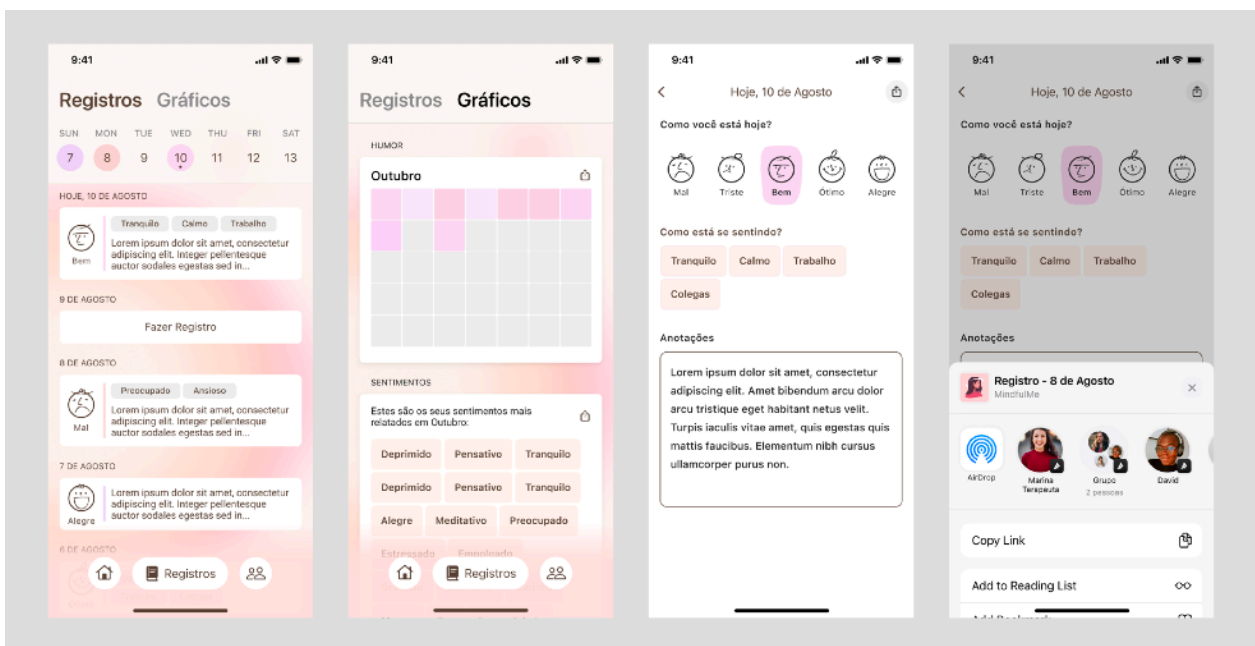 9:41
Registros Gráficos
SUN MON TUE WED THU FRI SAT
7 8 9 10 11 12 13
HOJE, 10 DE AGOSTO
Tranquilo Calmo Trabalho
Lorem ipsum dolor sit amet, consectetur
adipiscing elit. Integer pellentesque
auctor sodales egestas sed in...
Bem
9 DE AGOSTO
Fazer Registro
8 DE AGOSTO
Preocupado Ansioso
Lorem ipsum dolor sit amet, consectetur
adipiscing elit. Integer pellentesque
auctor sodales egestas sed in...
Mal
7 DE AGOSTO
Lorem ipsum dolor sit amet, consectetur
adipiscing elit. Integer pellentesque
auctor sodales egestas sed in...
Alegre
6 DE AGOSTO
Registros
9:41
Registros Gráficos
HUMOR
Outubro
SENTIMENTOS
Estes são os seus sentimentos mais
relatados em Outubro:
Deprimido Pensativo Tranquilo
Deprimido Pensativo Tranquilo
Alegre Meditativo Preocupado
Estressado Empolgado
Registros
9:41
Hoje, 10 de Agosto
Como você está hoje?
Mal Triste Bem Ótimo Alegre
Como está se sentindo?
Tranquilo Calmo Trabalho
Colegas
Anotações
Lorem ipsum dolor sit amet, consectetur
adipiscing elit. Amet bibendum arcu dolor
arcu tristique eget habitant netus velit.
Turpis iaculis vitae amet, quis egestas quis
mattis faucibus. Elementum nibh cursus
ullamcorper purus non.
9:41
Hoje, 10 de Agosto
Como você está hoje?
Mal Triste Bem Ótimo Alegre
Como está se sentindo?
Tranquilo Calmo Trabalho
Colegas
Anotações
Registro - 8 de Agosto
MindfulMe
AirDrop
Marina
Terapeuta
Grupo
2 pessoas
David
Copy Link
Add to Reading List
Add Bookmark